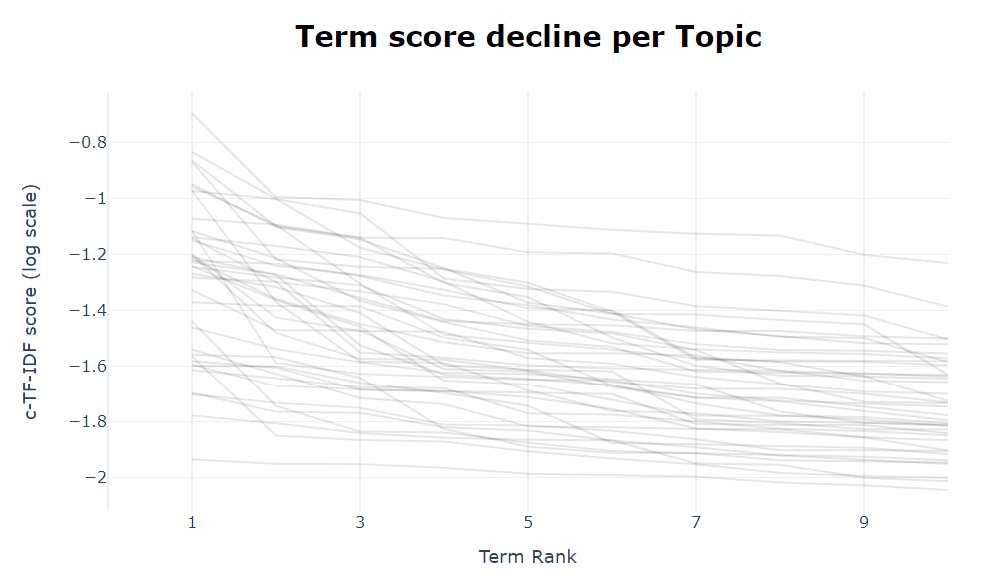 Term score decline per Topic
c-TF-IDF score (log scale)
−0.8
−1
−1.2
−1.4
−1.6
−1.8
−2
1 3 5 7 9
Term Rank